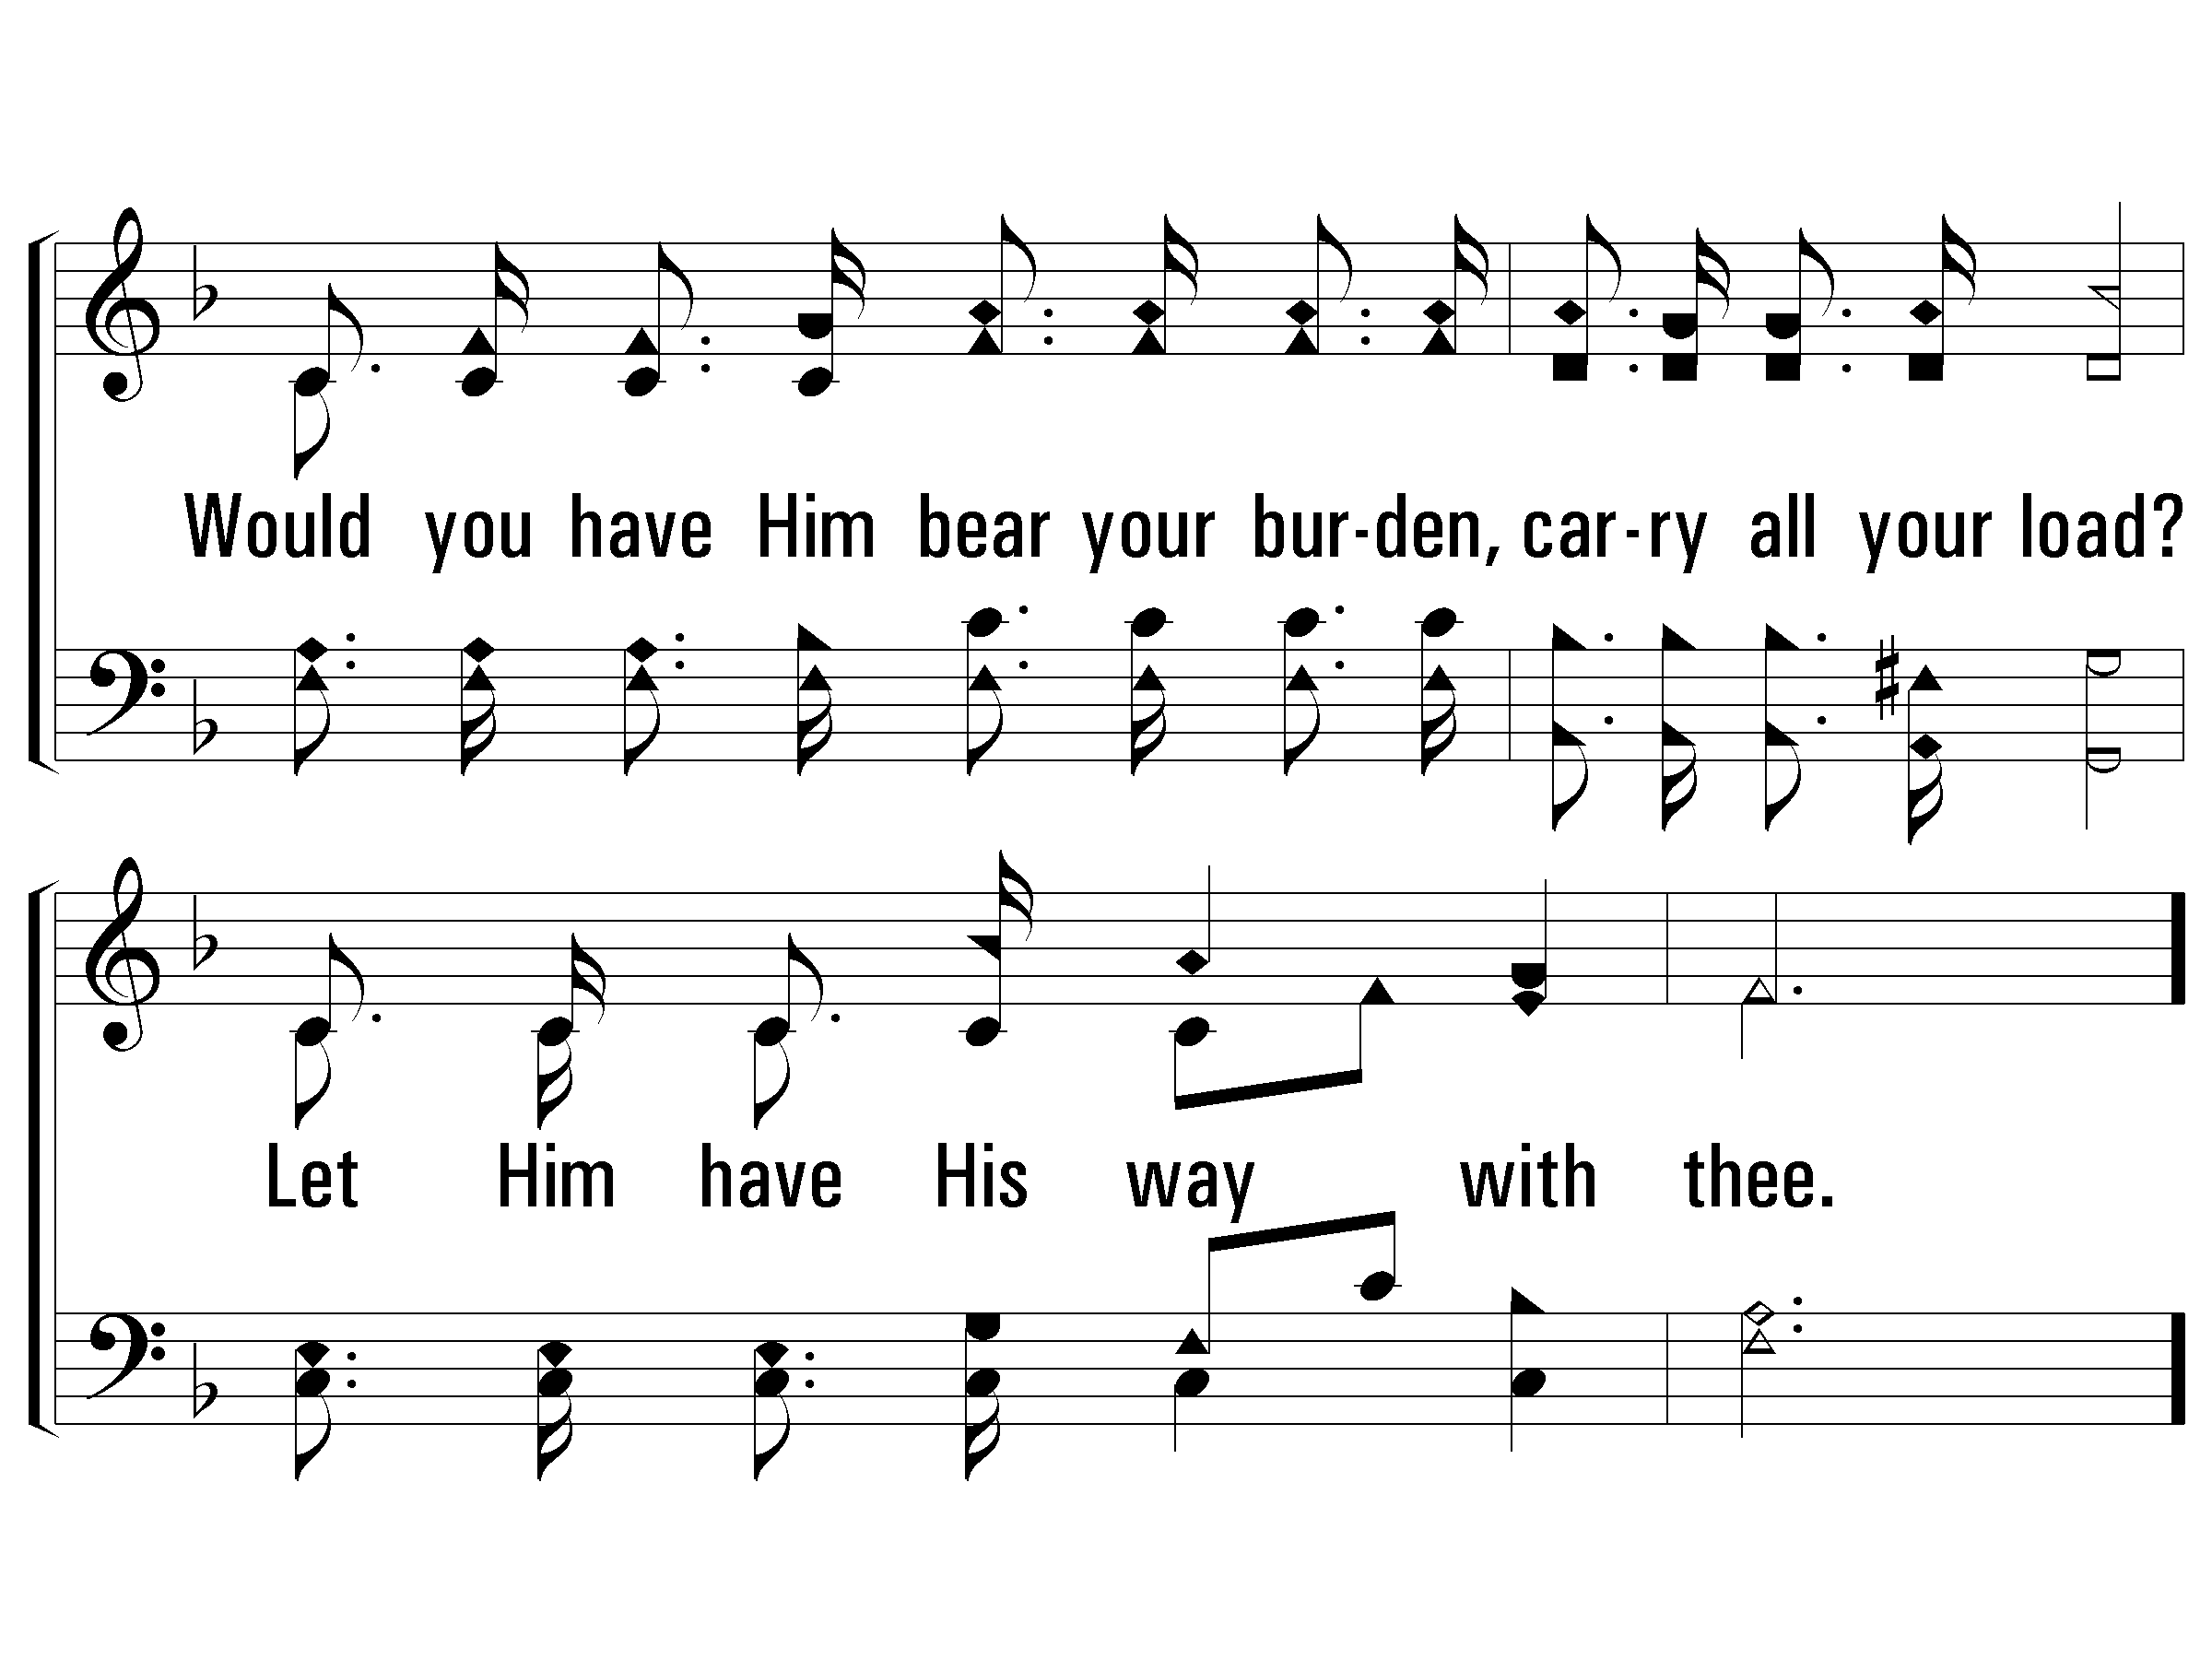 Would you have Him bear your bur-den, car-ry all your load?
Let Him have His way with thee.